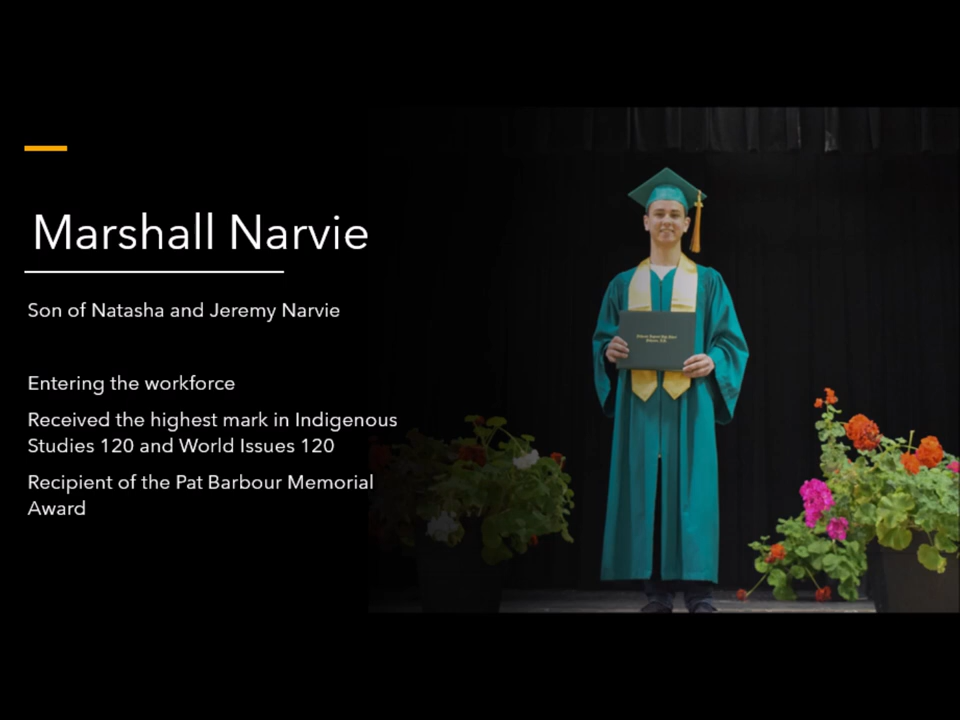 Marshall Narvie
Son of Natasha and Jeremy Narvie
Entering the workforce
Received the highest mark in Indigenous
Studies 120 and World Issues 120
Recipient of the Pat Barbour Memorial
Award